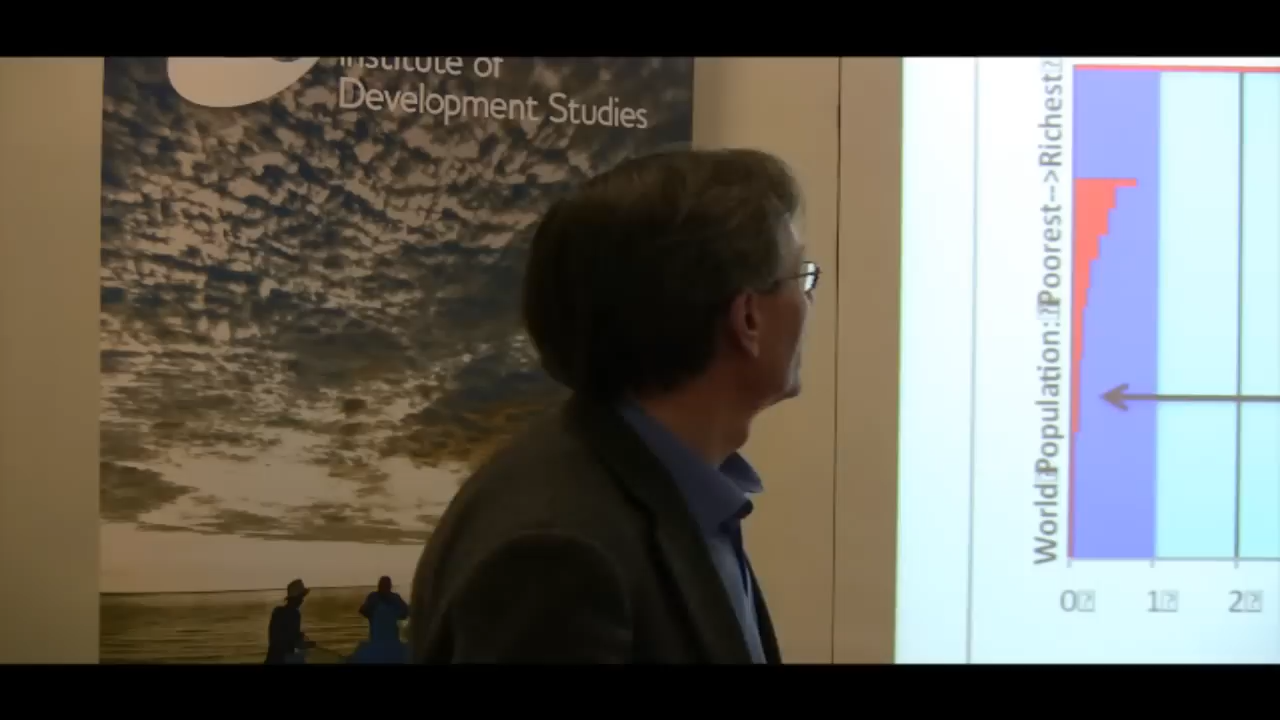 Institute of
Development Studies
World Population: Poorest-->Richest
0
1
2